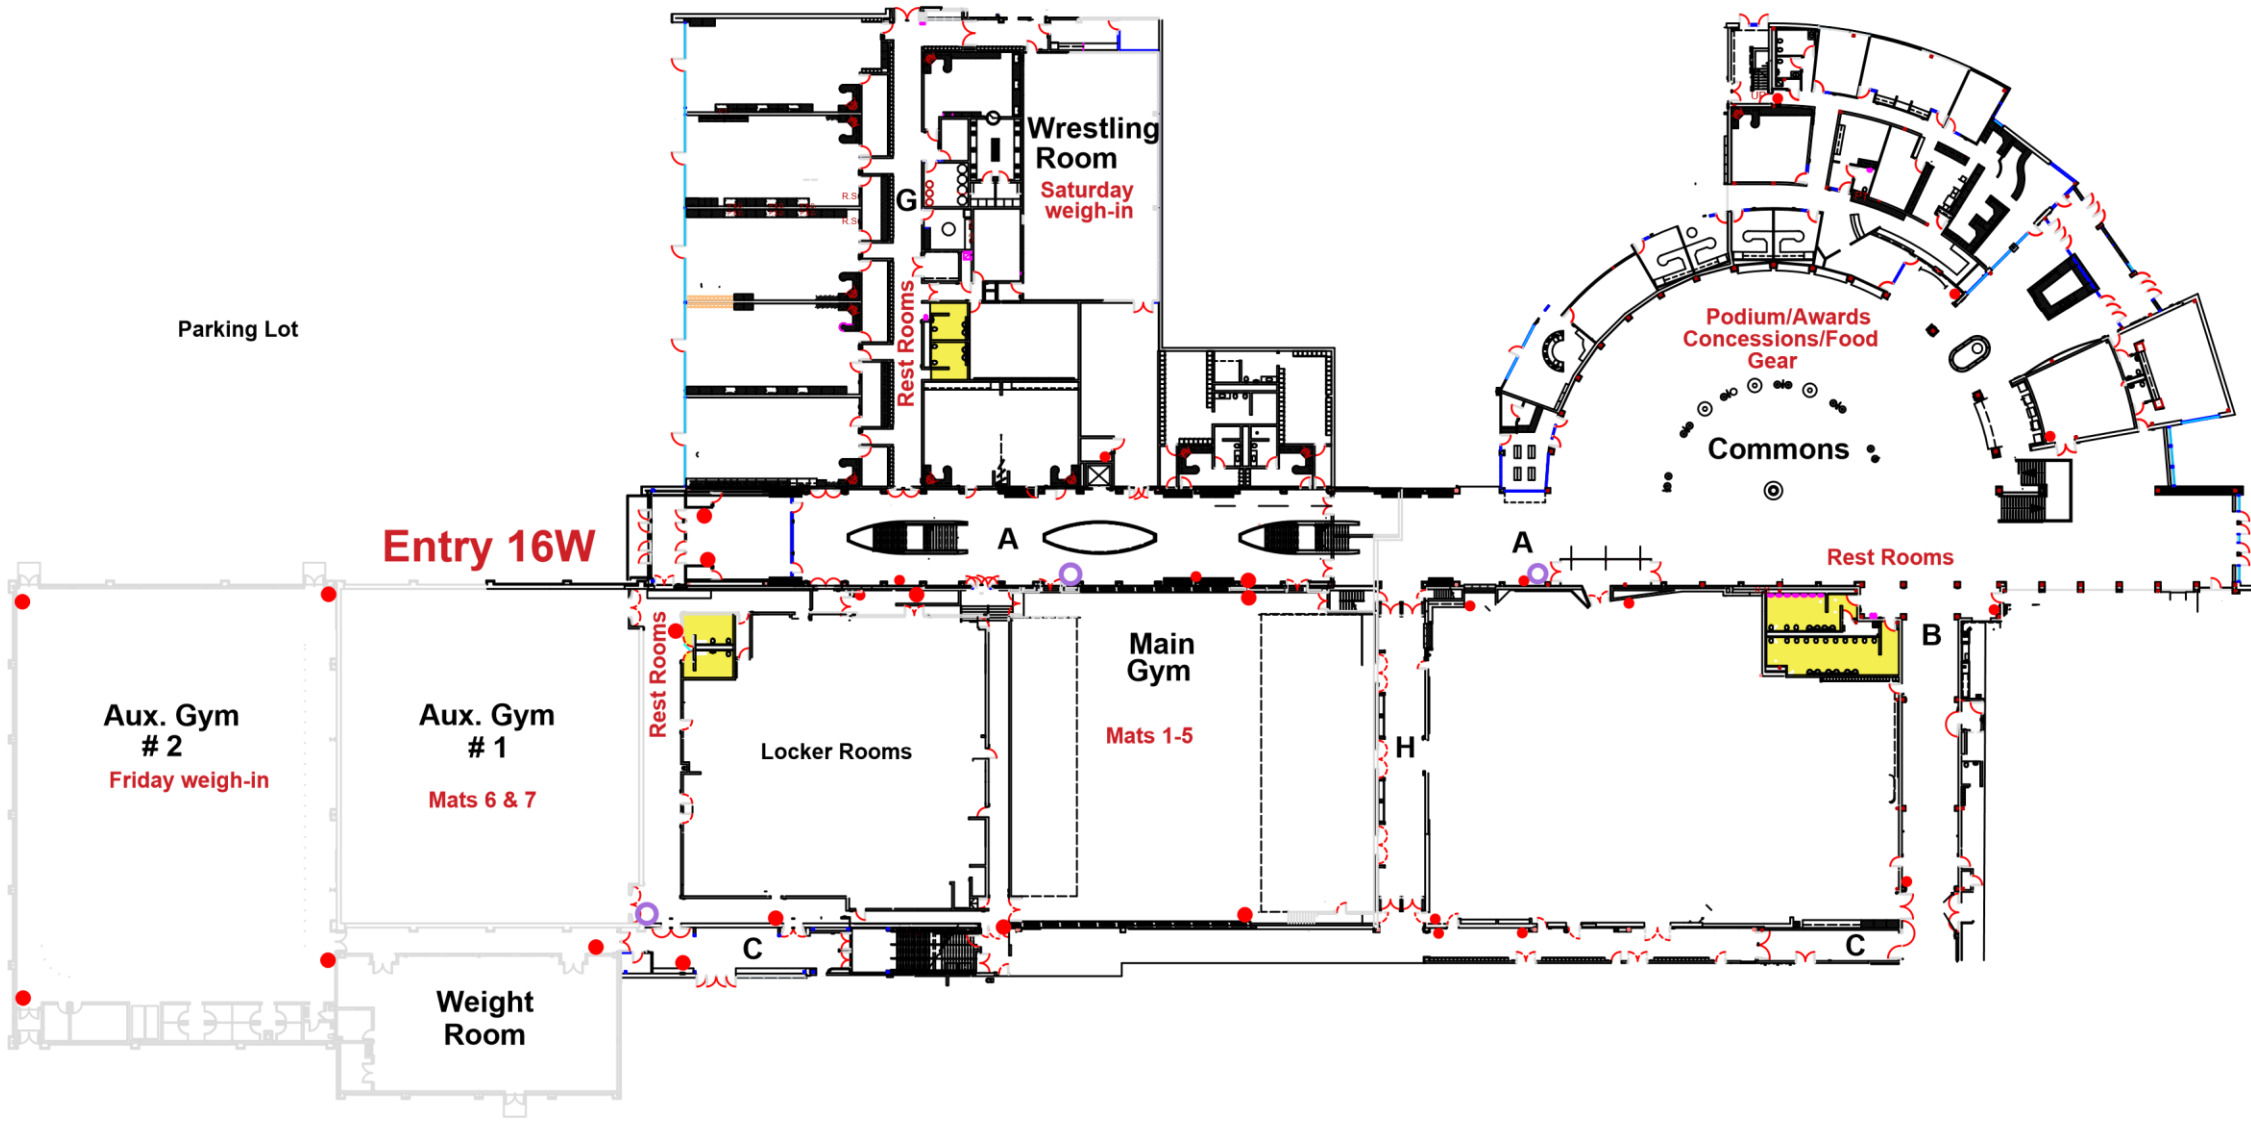 UP
Wrestling
Room
Saturday
weigh-in
R.S
R.S
G
Rest Rooms
Parking Lot
Podium/Awards
Concessions/Food
Gear
Commons
Entry 16W
A
A
Rest Rooms
B
Rest Rooms
Main
Gym
Mats 1-5
Aux. Gym
# 2
Friday weigh-in
Aux. Gym
# 1
Mats 6 & 7
Locker Rooms
H
C
C
Weight
Room